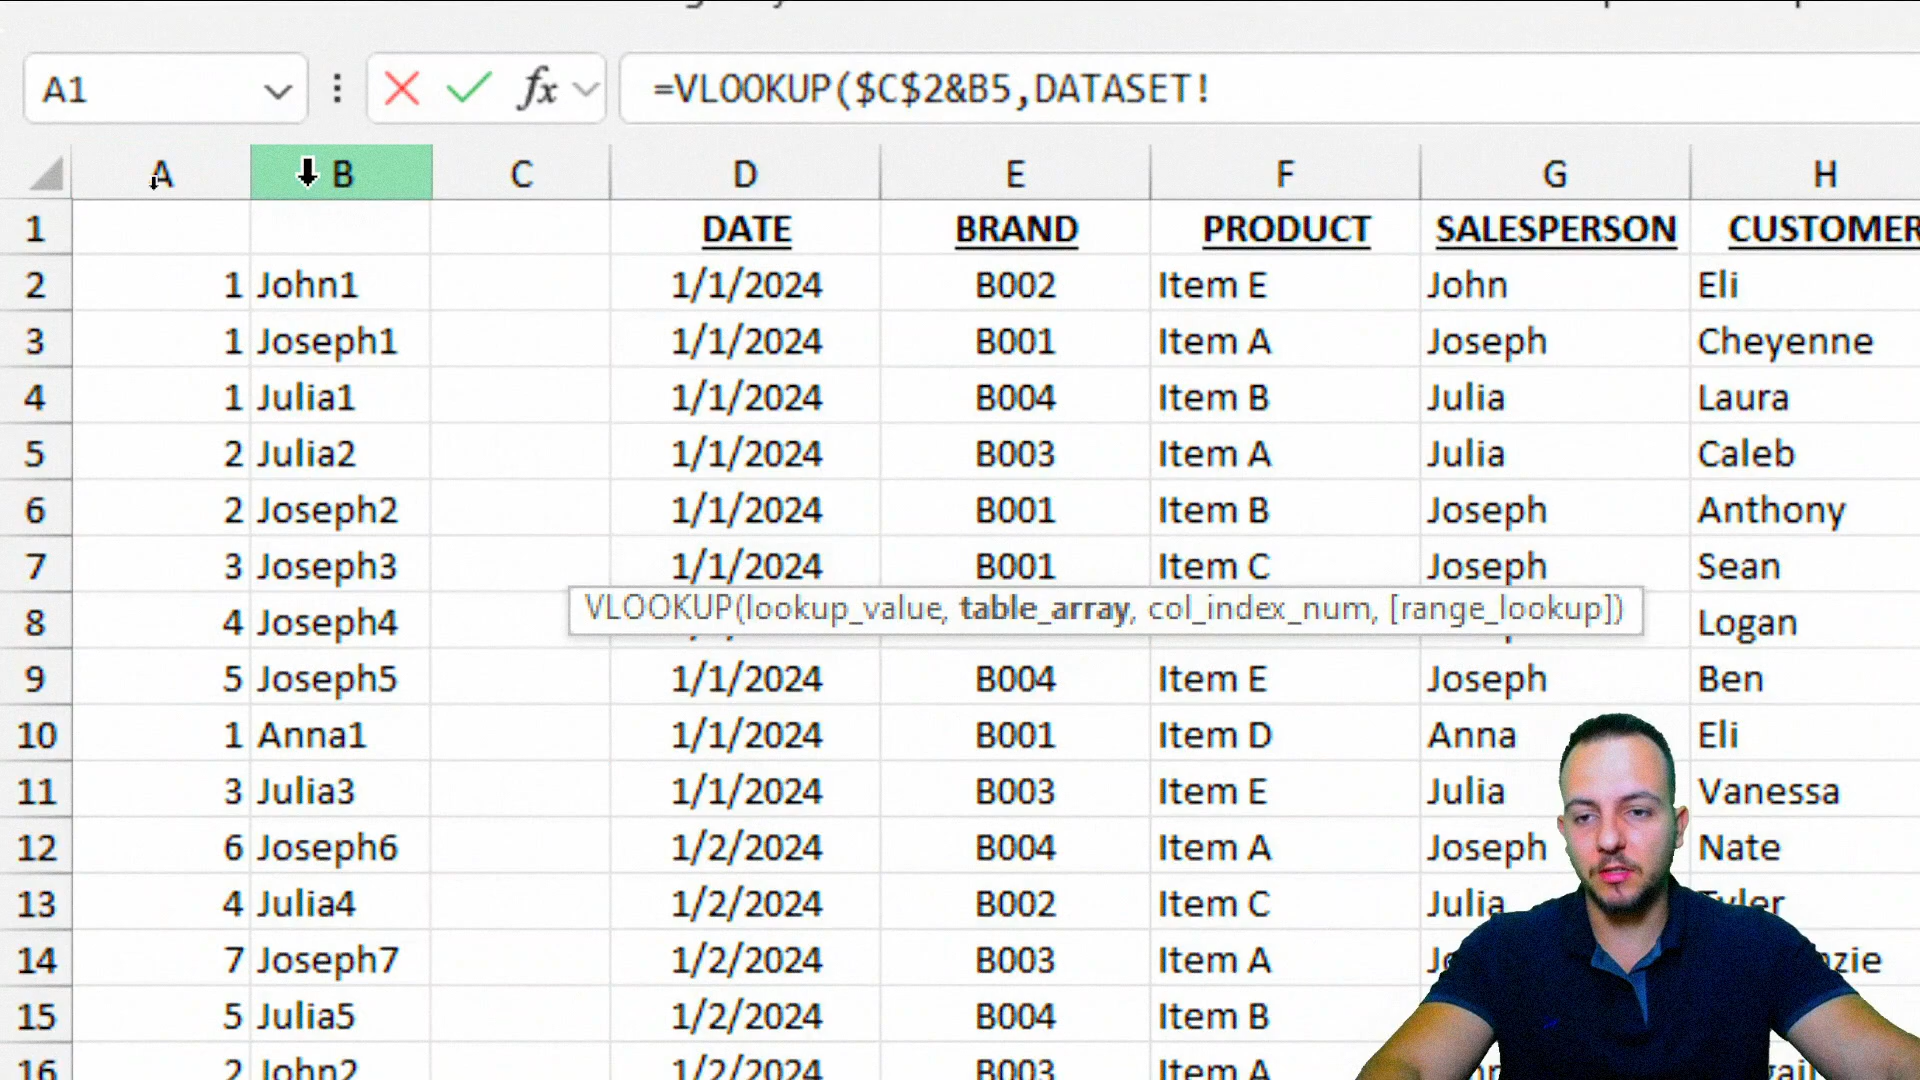 A1 fx =VLOOKUP($C$2&B5,DATASET!
A B C D E F G H
1 DATE BRAND PRODUCT SALESPERSON CUSTOMER
2 1 John1 1/1/2024 B002 Item E John Eli
3 1 Joseph1 1/1/2024 B001 Item A Joseph Cheyenne
4 1 Julia1 1/1/2024 B004 Item B Julia Laura
5 2 Julia2 1/1/2024 B003 Item A Julia Caleb
6 2 Joseph2 1/1/2024 B001 Item B Joseph Anthony
7 3 Joseph3 1/1/2024 B001 Item C Joseph Sean
VLOOKUP(lookup_value, table_array, col_index_num, [range_lookup])
8 4 Joseph4 Logan
9 5 Joseph5 1/1/2024 B004 Item E Joseph Ben
10 1 Anna1 1/1/2024 B001 Item D Anna Eli
11 3 Julia3 1/1/2024 B003 Item E Julia Vanessa
12 6 Joseph6 1/2/2024 B004 Item A Joseph Nate
13 4 Julia4 1/2/2024 B002 Item C Julia Tyler
14 7 Joseph7 1/2/2024 B003 Item A
15 5 Julia5 1/2/2024 B004 Item B
16 2 John2 1/2/2024 B003 Item A